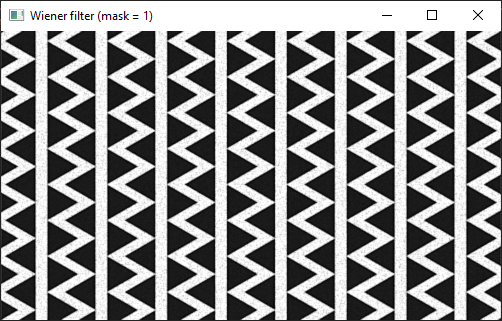 Wiener filter (mask = 1)